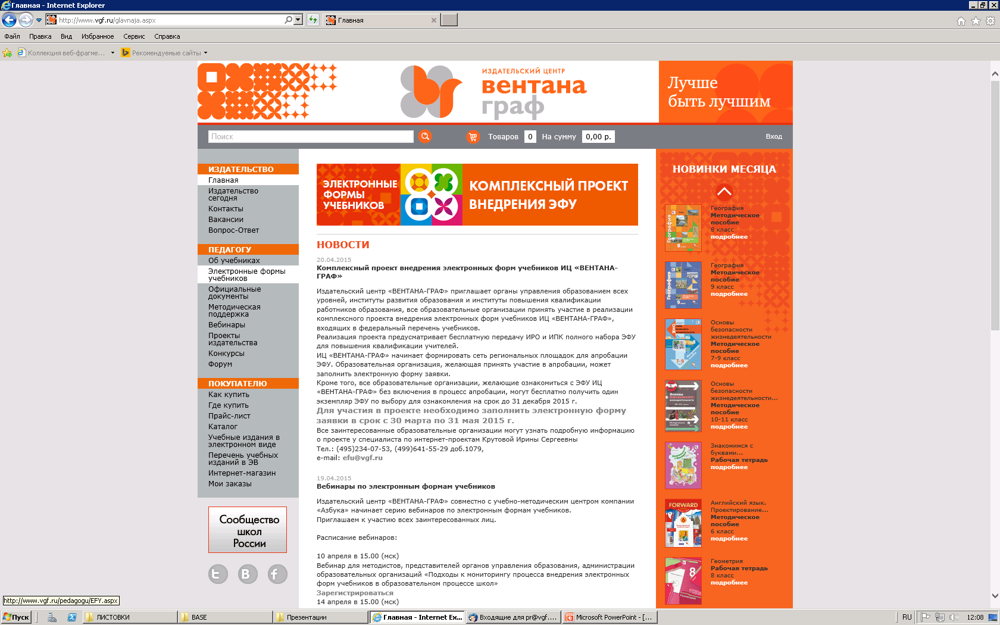 Главная - Internet Explorer
http://www.vgf.ru/glavnaja.aspx
Главная
Файл Правка Вид Избранное Сервис Справка
Коллекция веб-фрагме...
Рекомендуемые сайты
ИЗДАТЕЛЬСКИЙ ЦЕНТР
вентана
граф
Лучше
быть лучшим
Поиск
Товаров 0 На сумму 0,00 р.
Вход
ИЗДАТЕЛЬСТВО
Главная
Издательство
сегодня
Контакты
Вакансии
Вопрос-Ответ
ПЕДАГОГУ
Об учебниках
Электронные формы
учебников
Официальные
документы
Методическая
поддержка
Вебинары
Проекты
издательства
Конкурсы
Форум
ПОКУПАТЕЛЮ
Как купить
Где купить
Прайс-лист
Каталог
Учебные издания в
электронном виде
Перечень учебных
изданий в ЭВ
Интернет-магазин
Мои заказы
Сообщество
школ
России
ЭЛЕКТРОННЫЕ
ФОРМЫ
УЧЕБНИКОВ
КОМПЛЕКСНЫЙ ПРОЕКТ
ВНЕДРЕНИЯ ЭФУ
НОВОСТИ
20.04.2015
Комплексный проект внедрения электронных форм учебников ИЦ «ВЕНТАНА-
ГРАФ»
Издательский центр «ВЕНТАНА-ГРАФ» приглашает органы управления образованием всех
уровней, институты развития образования и институты повышения квалификации
работников образования, все образовательные организации принять участие в реализации
комплексного проекта внедрения электронных форм учебников ИЦ «ВЕНТАНА-ГРАФ»,
входящих в федеральный перечень учебников.
Реализация проекта предусматривает бесплатную передачу ИРО и ИПК полного набора ЭФУ
для повышения квалификации учителей.
ИЦ «ВЕНТАНА-ГРАФ» начинает формировать сеть региональных площадок для апробации
ЭФУ. Образовательная организация, желающая принять участие в апробации, может
заполнить электронную форму заявки.
Кроме того, все образовательные организации, желающие ознакомиться с ЭФУ ИЦ
«ВЕНТАНА-ГРАФ» без включения в процесс апробации, могут бесплатно получить один
экземпляр ЭФУ по выбору для ознакомления на срок до 31 декабря 2015 г.
Для участия в проекте необходимо заполнить электронную форму
заявки в срок с 30 марта по 31 мая 2015 г.
Все заинтересованные образовательные организации могут узнать подробную информацию
о проекте у специалиста по интернет-проектам Крутовой Ирины Сергеевны
Тел.: (495)234-07-53, (499)641-55-29 доб.1079,
e-mail: efu@vgf.ru
19.04.2015
Вебинары по электронным формам учебников
Издательский центр «ВЕНТАНА-ГРАФ» совместно с учебно-методическим центром компании
«Азбука» начинает серию вебинаров по электронным формам учебников.
Приглашаем к участию всех заинтересованных лиц.
Расписание вебинаров:
10 апреля в 15.00 (мск)
Вебинар для методистов, представителей органов управления образования, администрации
образовательных организаций «Подходы к мониторингу процесса внедрения электронных
форм учебников в образовательном процессе школ»
Зарегистрироваться
14 апреля в 15.00 (мск)
НОВИНКИ МЕСЯЦА
География
8 класс
География
Методическое
пособие
8 класс
подробнее
География
9 класс
География
Методическое
пособие
9 класс
подробнее
7-9
Основы
безопасности
жизнедеятельности
Методическое
пособие
7-9 класс
подробнее
Основы
безопасности
жизнедеятельности...
Методическое
пособие
10-11 класс
подробнее
Знакомимся с
буквами...
Рабочая тетрадь
подробнее
FORWARD
6
Английский язык.
Проектирование...
Методическое
пособие
6 класс
подробнее
8
Геометрия
Геометрия
Рабочая тетрадь
8 класс
подробнее
http://www.vgf.ru/pedagogu/EFY.aspx
Пуск
ЛИСТОВКИ
BASE
Презентации
Главная - Internet Ex...
Входящие для pr@vgf....
Microsoft PowerPoint - [...
RU
12:08